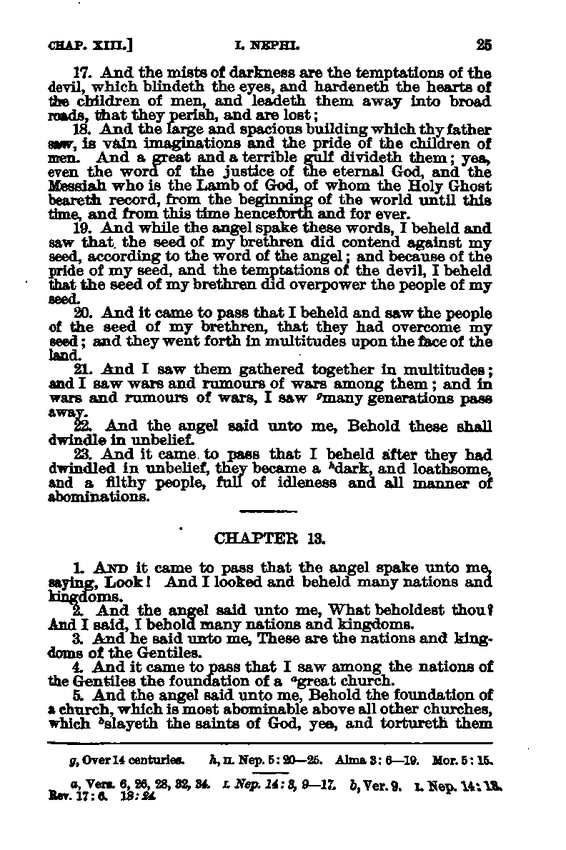 CHAP. XIII.] I. NEPHI. 25
17. And the mists of darkness are the temptations of the
devil, which blindeth the eyes, and hardeneth the hearts of
the children of men, and leadeth them away into broad
roads, that they perish, and are lost;
18. And the large and spacious building which thy father
saw, is vain imaginations and the pride of the children of
men. And a great and a terrible gulf divideth them; yea,
even the word of the justice of the eternal God, and the
Messiah who is the Lamb of God, of whom the Holy Ghost
beareth record, from the beginning of the world until this
time, and from this time henceforth and for ever.
19. And while the angel spake these words, I beheld and
saw that the seed of my brethren did contend against my
seed, according to the word of the angel; and because of the
pride of my seed, and the temptations of the devil, I beheld
that the seed of my brethren did overpower the people of my
seed.
20. And it came to pass that I beheld and saw the people
of the seed of my brethren, that they had overcome my
seed; and they went forth in multitudes upon the face of the
land.
21. And I saw them gathered together in multitudes;
and I saw wars and rumours of wars among them; and in
wars and rumours of wars, I saw gmany generations pass
away.
22. And the angel said unto me, Behold these shall
dwindle in unbelief.
23. And it came to pass that I beheld after they had
dwindled in unbelief, they became a hdark, and loathsome,
and a filthy people, full of idleness and all manner of
abominations.
CHAPTER 13.
1. AND it came to pass that the angel spake unto me,
saying, Look! And I looked and beheld many nations and
kingdoms.
2. And the angel said unto me, What beholdest thou?
And I said, I behold many nations and kingdoms.
3. And he said unto me, These are the nations and king-
doms of the Gentiles.
4. And it came to pass that I saw among the nations of
the Gentiles the foundation of a agreat church.
5. And the angel said unto me, Behold the foundation of
a church, which is most abominable above all other churches,
which bslayeth the saints of God, yea, and tortureth them
g, Over 14 centuries. h, II. Nep. 5: 20—25. Alma 3: 6—19. Mor. 5: 15.
a, Vers. 6, 26, 28, 32, 34. I. Nep. 14: 3, 9—17. b, Ver. 9. I. Nep. 14: 13.
Rev. 17: 6. 18: 24